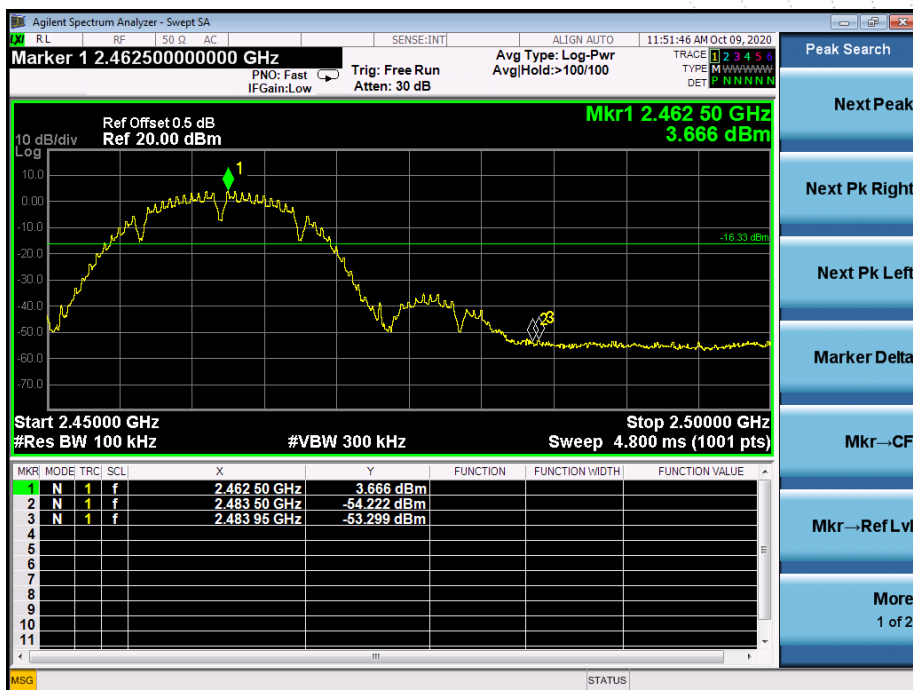 Agilent Spectrum Analyzer - Swept SA
LXI RL RF 50 Ω AC SENSE:INT ALIGN AUTO 11:51:46 AM Oct 09, 2020
Marker 1 2.462500000000 GHz
PNO: Fast
IFGain:Low
Trig: Free Run
Atten: 30 dB
Avg Type: Log-Pwr
Avg|Hold:>100/100
TRACE 1 2 3 4 5 6
TYPE M WWWWW
DET P N N N N N
Mkr1 2.462 50 GHz
3.666 dBm
Ref Offset 0.5 dB
10 dB/div Ref 20.00 dBm
Log
10.0
0.00
-10.0
-20.0
-30.0
-40.0
-50.0
-60.0
-70.0
1
-16.33 dBm
2 3
Start 2.45000 GHz Stop 2.50000 GHz
#Res BW 100 kHz #VBW 300 kHz Sweep 4.800 ms (1001 pts)
MKR MODE TRC SCL X Y FUNCTION FUNCTION WIDTH FUNCTION VALUE
1 N 1 f 2.462 50 GHz 3.666 dBm
2 N 1 f 2.483 50 GHz -54.222 dBm
3 N 1 f 2.483 95 GHz -53.299 dBm
4
5
6
7
8
9
10
11
MSG STATUS
Peak Search
Next Peak
Next Pk Right
Next Pk Left
Marker Delta
Mkr→CF
Mkr→Ref Lvl
More
1 of 2